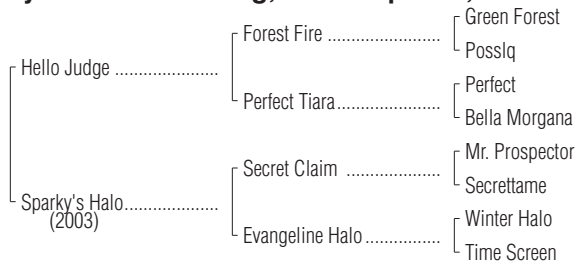 Green Forest
Forest Fire ......................
Posslq
Hello Judge ......................
Perfect
Perfect Tiara ....................
Bella Morgana
Mr. Prospector
Secret Claim ...................
Secrettame
Sparky's Halo ....................
(2003)
Winter Halo
Evangeline Halo ................
Time Screen